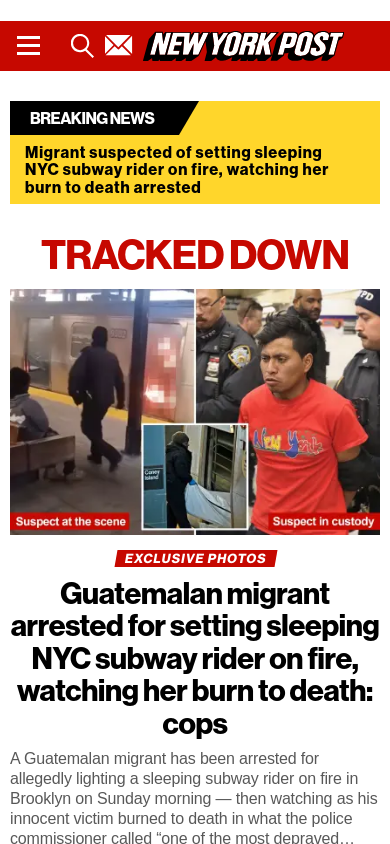 NEW YORK POST
BREAKING NEWS
Migrant suspected of setting sleeping
NYC subway rider on fire, watching her
burn to death arrested
TRACKED DOWN
PD
Coney
Island
New York
Suspect at the scene
Suspect in custody
EXCLUSIVE PHOTOS
Guatemalan migrant
arrested for setting sleeping
NYC subway rider on fire,
watching her burn to death:
cops
A Guatemalan migrant has been arrested for
allegedly lighting a sleeping subway rider on fire in
Brooklyn on Sunday morning — then watching as his
innocent victim burned to death in what the police
commissioner called “one of the most depraved…